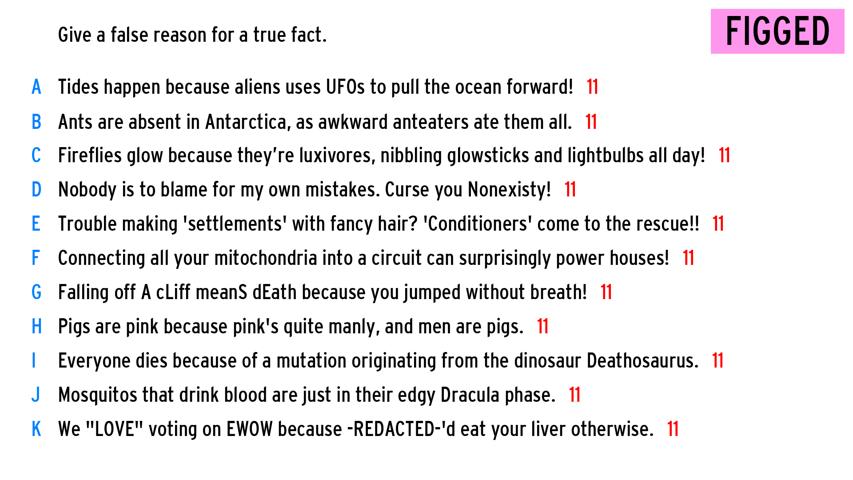 Give a false reason for a true fact.
FIGGED
A Tides happen because aliens uses UFOs to pull the ocean forward! 11
B Ants are absent in Antarctica, as awkward anteaters ate them all. 11
C Fireflies glow because they're luxivores, nibbling glowsticks and lightbulbs all day! 11
D Nobody is to blame for my own mistakes. Curse you Nonexisty! 11
E Trouble making 'settlements' with fancy hair? 'Conditioners' come to the rescue!! 11
F Connecting all your mitochondria into a circuit can surprisingly power houses! 11
G Falling off A cLiff meanS dEath because you jumped without breath! 11
H Pigs are pink because pink's quite manly, and men are pigs. 11
I Everyone dies because of a mutation originating from the dinosaur Deathosaurus. 11
J Mosquitos that drink blood are just in their edgy Dracula phase. 11
K We "LOVE" voting on EWOW because -REDACTED-'d eat your liver otherwise. 11